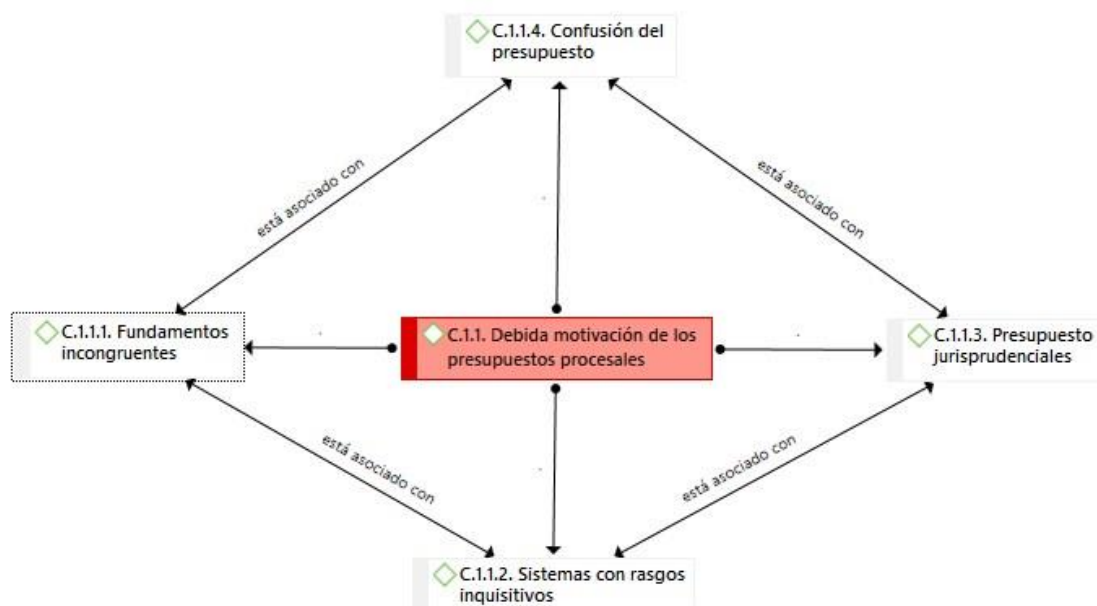 C.1.1.4. Confusión del
presupuesto
está asociado con
está asociado con
C.1.1.1. Fundamentos
incongruentes
C.1.1. Debida motivación de los
presupuestos procesales
C.1.1.3. Presupuesto
jurisprudenciales
está asociado con
está asociado con
C.1.1.2. Sistemas con rasgos
inquisitivos